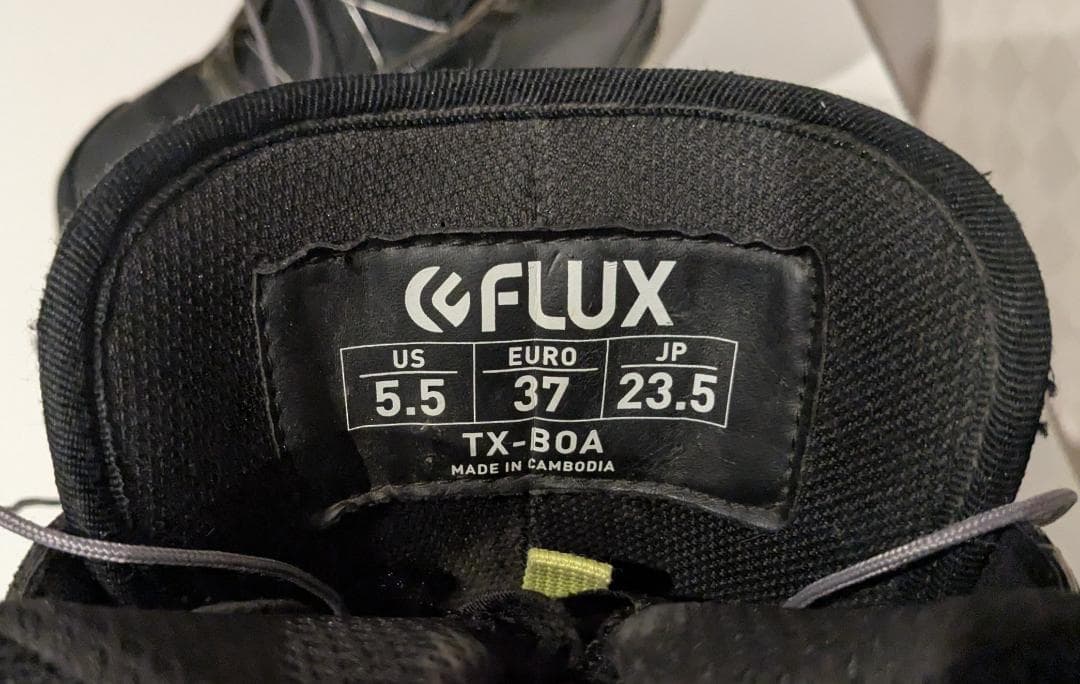 FLUX
US EURO JP
5.5 37 23.5
TX-BOA
MADE IN CAMBODIA